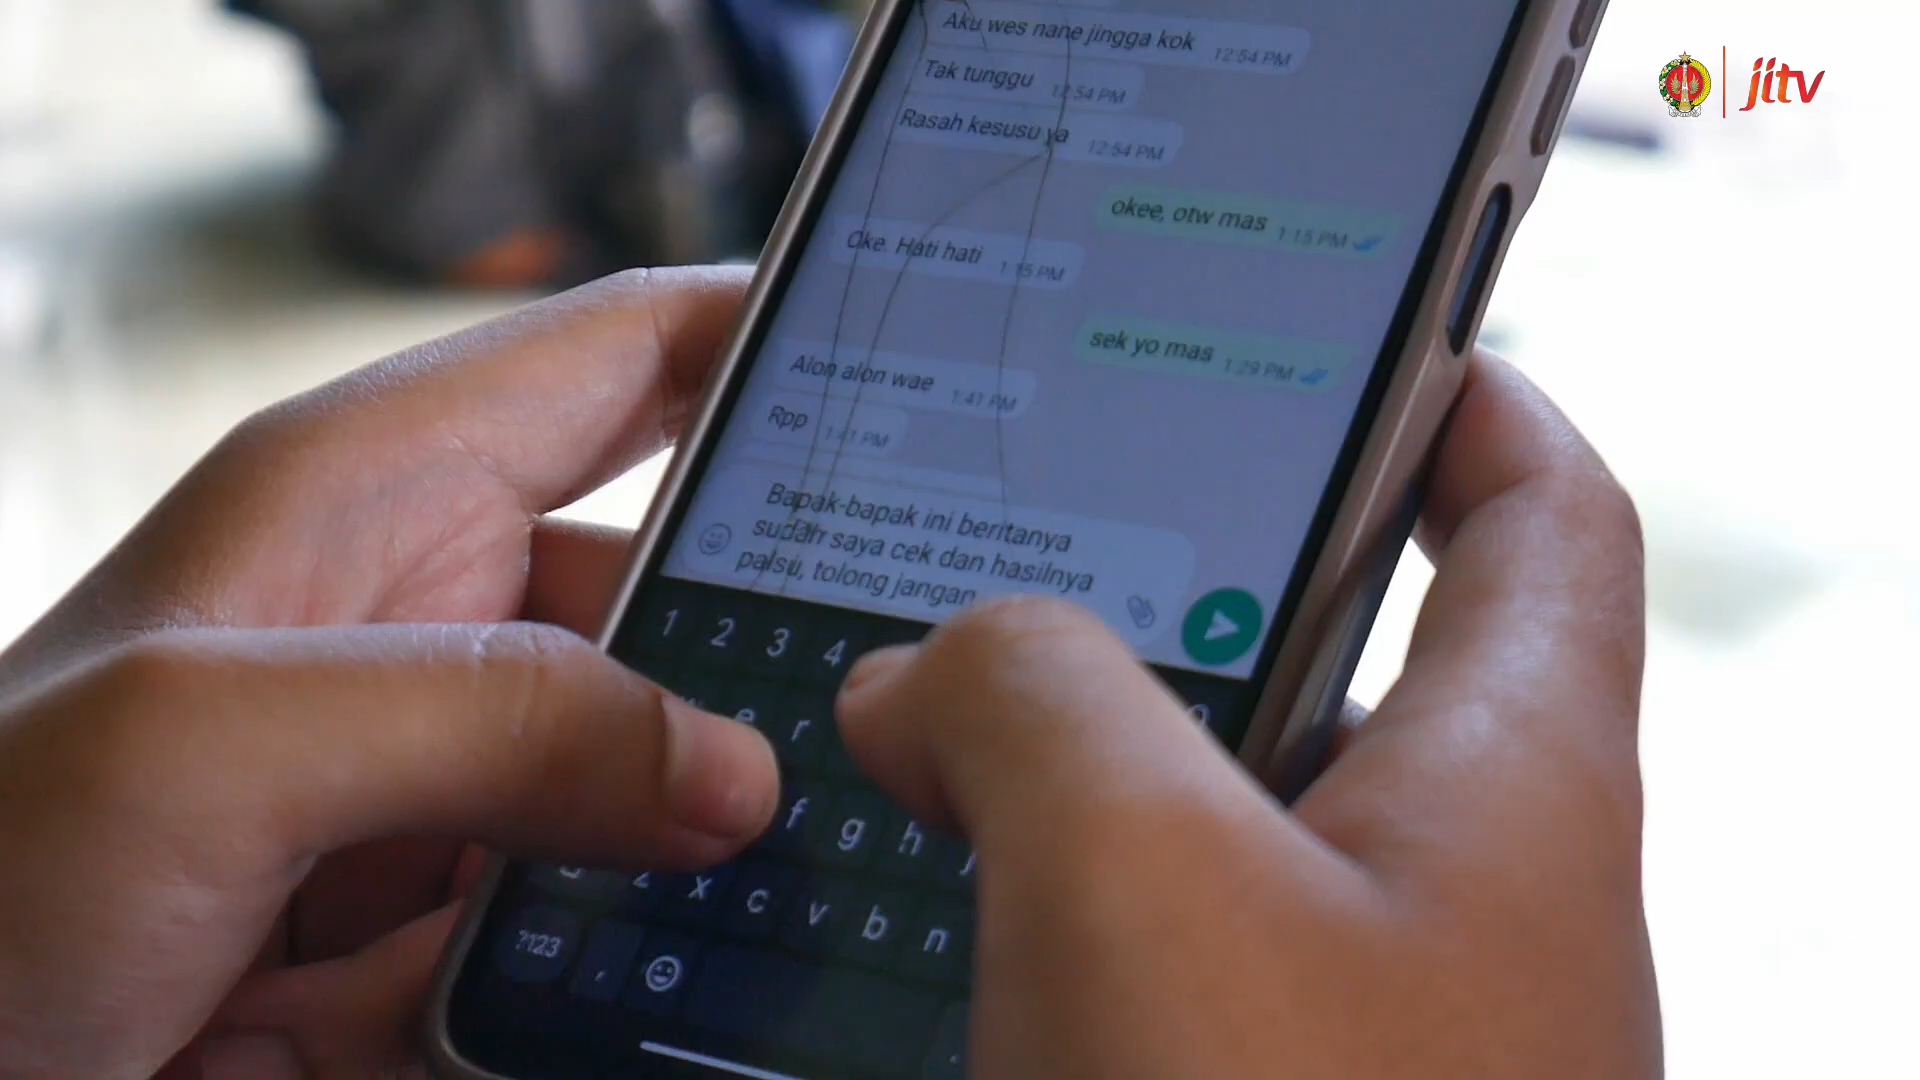 Aku wes nane jingga kok 12:54 PM
Tak tunggu 12:54 PM
Rasah kesusu ya 12:54 PM
okee, otw mas 1:15 PM
Oke. Hati hati 1:15 PM
sek yo mas 1:29 PM
Alon alon wae 1:41 PM
Rpp 1:41 PM
Bapak-bapak ini beritanya
sudah saya cek dan hasilnya
palsu, tolong jangan
1 2 3 4
e r
f g h j
z x c v b n
?123 , .
jitv